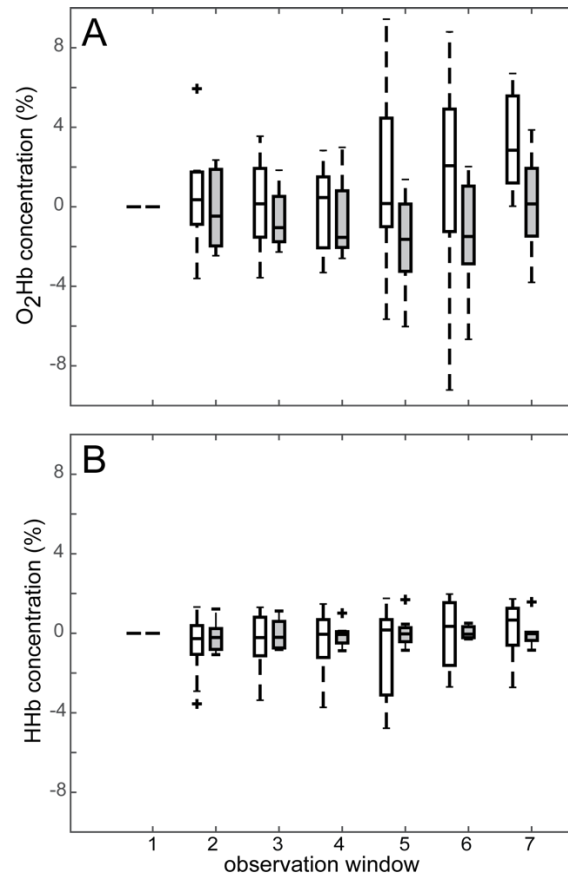 A
8
4
0
-4
-8
O2Hb concentration (%)
B
8
4
0
-4
-8
HHb concentration (%)
1 2 3 4 5 6 7
observation window